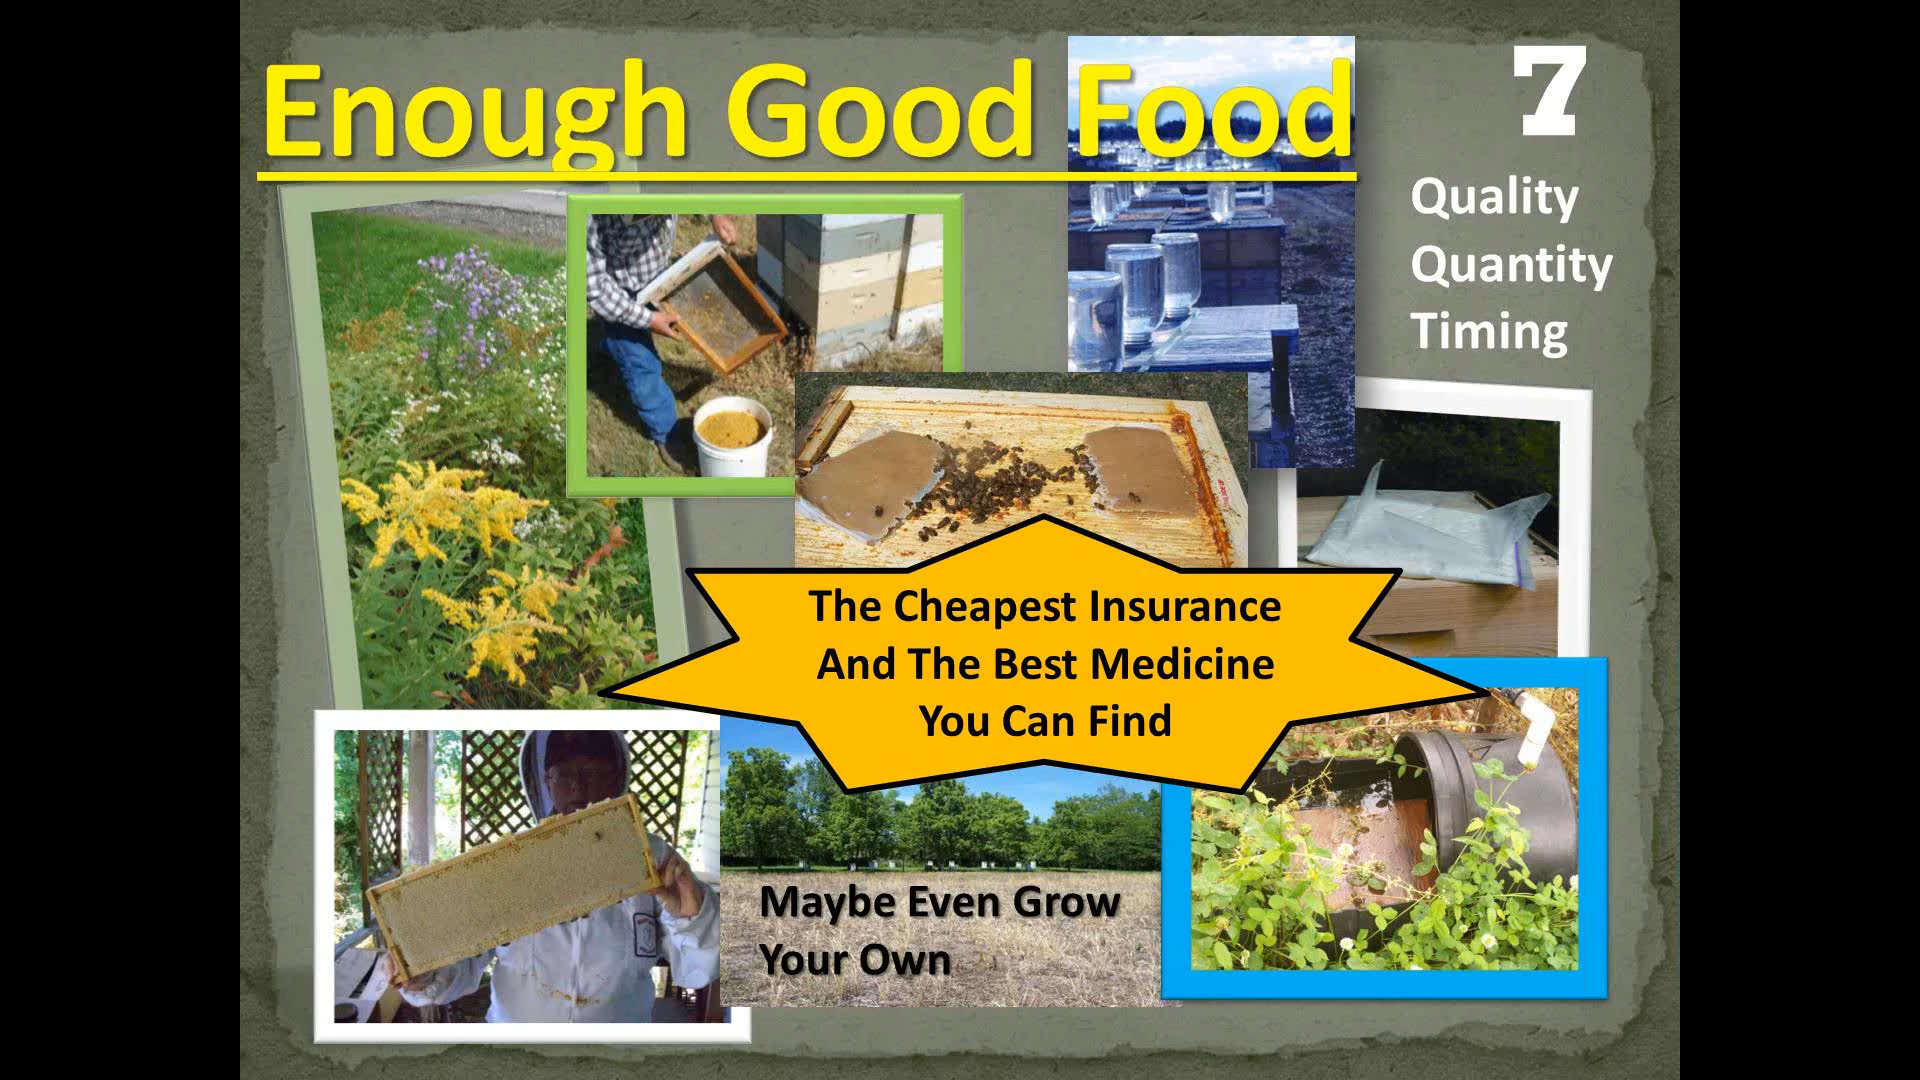 Enough Good Food
7
Quality
Quantity
Timing
The Cheapest Insurance
And The Best Medicine
You Can Find
Maybe Even Grow
Your Own